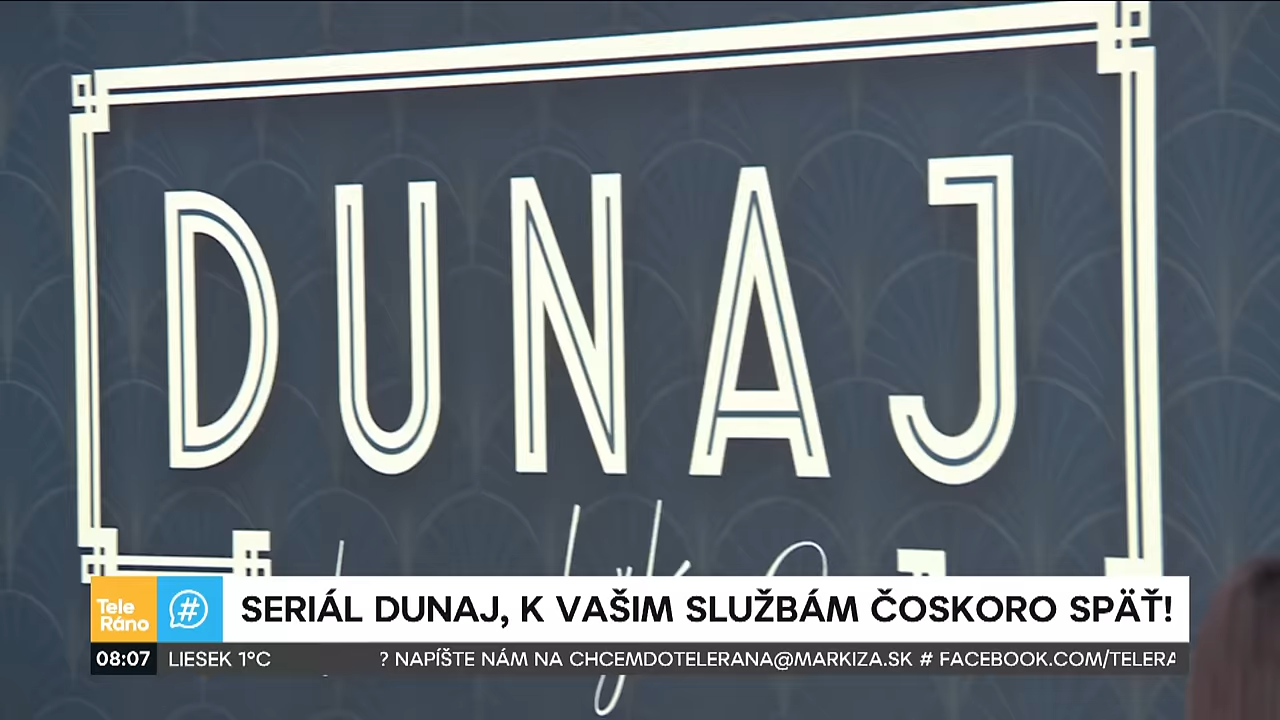 DUNAJ
Tele
Ráno
#
SERIÁL DUNAJ, K VAŠIM SLUŽBÁM ČOSKORO SPÄŤ!
08:07
LIESEK 1°C
? NAPÍŠTE NÁM NA CHCEMDOTELERANA@MARKIZA.SK # FACEBOOK.COM/TELERA